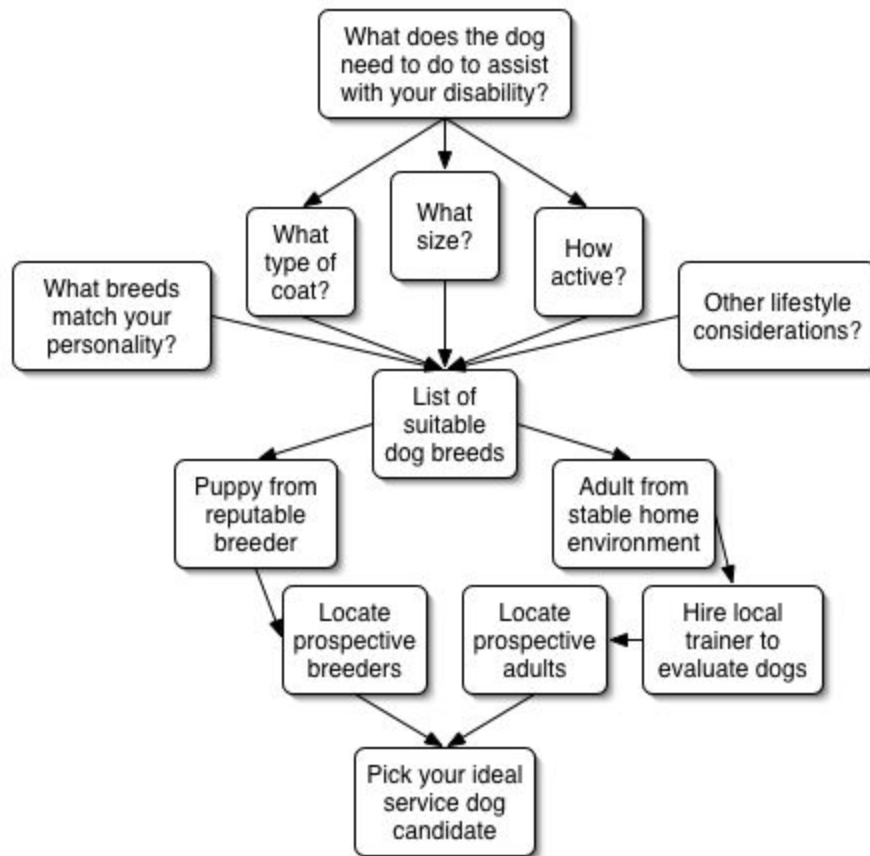 What does the dog
need to do to assist
with your disability?
What
type of
coat?
What
size?
How
active?
What breeds
match your
personality?
Other lifestyle
considerations?
List of
suitable
dog breeds
Puppy from
reputable
breeder
Adult from
stable home
environment
Locate
prospective
breeders
Locate
prospective
adults
Hire local
trainer to
evaluate dogs
Pick your ideal
service dog
candidate